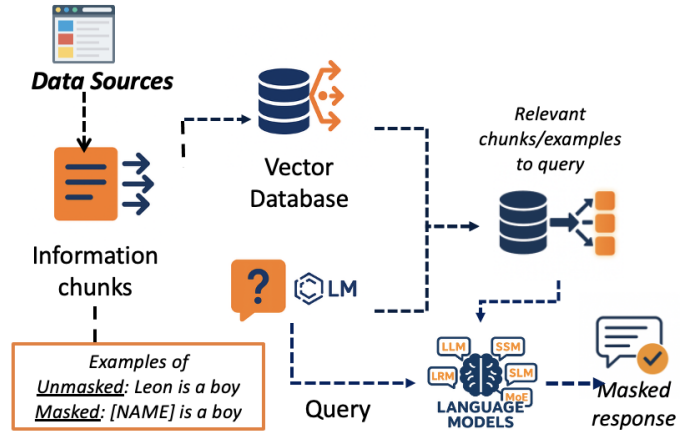 Data Sources
Information
chunks
Examples of
Unmasked: Leon is a boy
Masked: [NAME] is a boy
Vector
Database
?
LM
Query
Relevant
chunks/examples
to query
LLM
SSM
LRM
SLM
MoE
LANGUAGE
MODELS
Masked
response